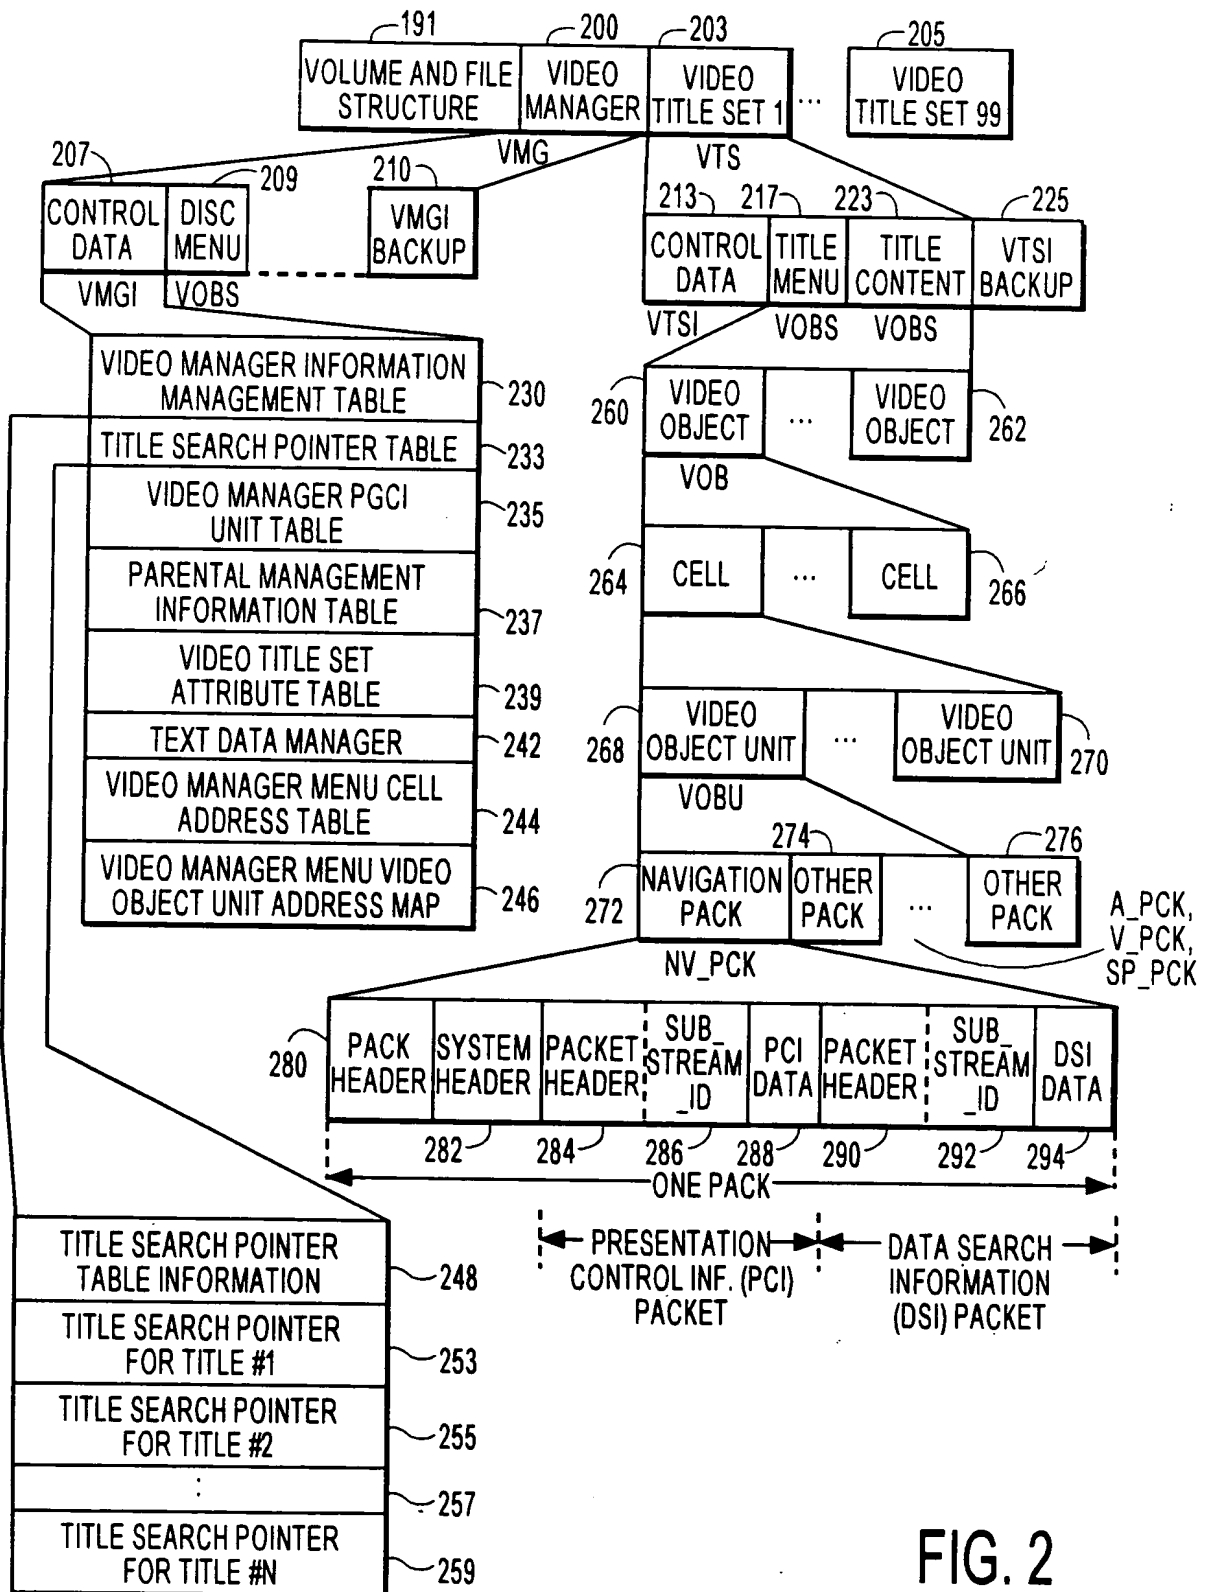 191
200
203
205
VOLUME AND FILE
STRUCTURE
VIDEO
MANAGER
VIDEO
TITLE SET 1
...
VIDEO
TITLE SET 99
207
209
210
VMG
VTS
CONTROL
DATA
DISC
MENU
VMGI
BACKUP
213
217
223
225
CONTROL
DATA
TITLE
MENU
TITLE
CONTENT
VTSI
BACKUP
VMGI
VOBS
VTSI
VOBS
VOBS
VIDEO MANAGER INFORMATION
MANAGEMENT TABLE
230
TITLE SEARCH POINTER TABLE
233
VIDEO MANAGER PGCI
UNIT TABLE
235
PARENTAL MANAGEMENT
INFORMATION TABLE
237
VIDEO TITLE SET
ATTRIBUTE TABLE
239
TEXT DATA MANAGER
242
VIDEO MANAGER MENU CELL
ADDRESS TABLE
244
VIDEO MANAGER MENU VIDEO
OBJECT UNIT ADDRESS MAP
246
260
VIDEO
OBJECT
...
VIDEO
OBJECT
262
VOB
264
CELL
...
CELL
266
268
VIDEO
OBJECT UNIT
...
VIDEO
OBJECT UNIT
270
VOBU
274
276
272
NAVIGATION
PACK
OTHER
PACK
...
OTHER
PACK
A_PCK,
V_PCK,
SP_PCK
NV_PCK
280
PACK
HEADER
SYSTEM
HEADER
PACKET
HEADER
SUB_
STREAM
_ID
PCI
DATA
PACKET
HEADER
SUB_
STREAM
_ID
DSI
DATA
282
284
286
288
290
292
294
ONE PACK
PRESENTATION
CONTROL INF. (PCI)
PACKET
DATA SEARCH
INFORMATION
(DSI) PACKET
TITLE SEARCH POINTER
TABLE INFORMATION
248
TITLE SEARCH POINTER
FOR TITLE #1
253
TITLE SEARCH POINTER
FOR TITLE #2
255
:
257
TITLE SEARCH POINTER
FOR TITLE #N
259
FIG. 2